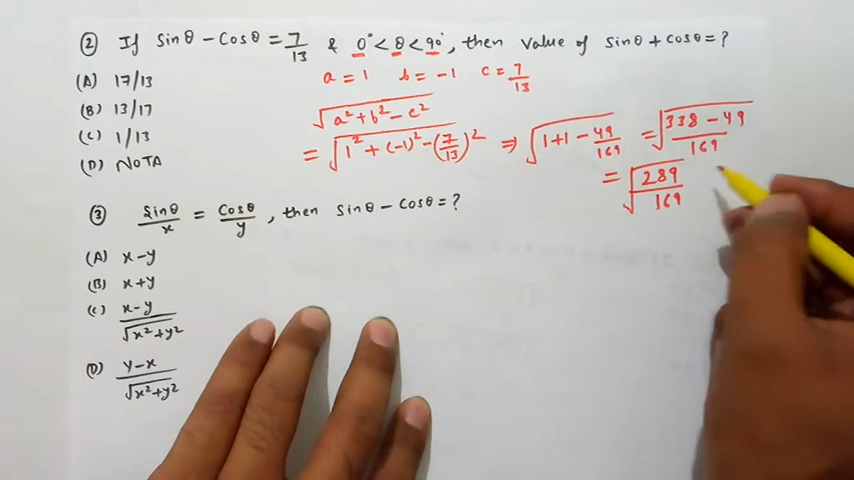 ② If sinθ - cosθ = 7/13 & 0° < θ < 90°, then value of sinθ + cosθ = ?
(A) 17/13
(B) 13/17
(C) 1/13
(D) NOTA
a = 1 b = -1 c = 7/13
√(a² + b² - c²)
= √(1² + (-1)² - (7/13)²) ⇒ √(1+1 - 49/169) = √((338 - 49)/169)
= √(289/169)
③ sinθ/x = cosθ/y, then sinθ - cosθ = ?
(A) x-y
(B) x+y
(C) (x-y)/√(x²+y²)
(D) (y-x)/√(x²+y²)